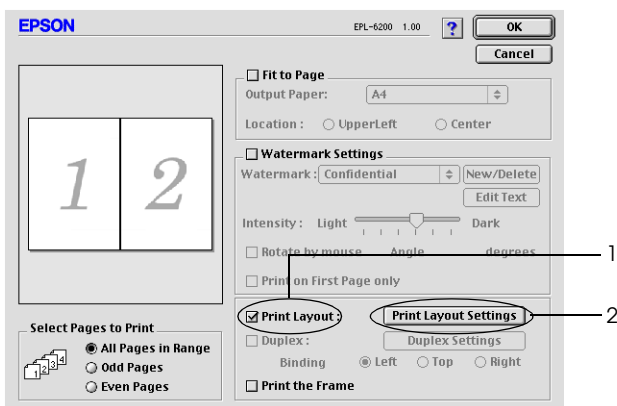 EPSON
EPL-6200 1.00
?
OK
Cancel
Fit to Page
Output Paper: A4
Location : UpperLeft Center
1 2
Watermark Settings
Watermark : Confidential New/Delete
Edit Text
Intensity : Light Dark
Rotate by mouse Angle degrees
Print on First Page only
1
Print Layout : Print Layout Settings
2
Duplex : Duplex Settings
Binding Left Top Right
Print the Frame
Select Pages to Print
1 2 3 4
All Pages in Range
Odd Pages
Even Pages